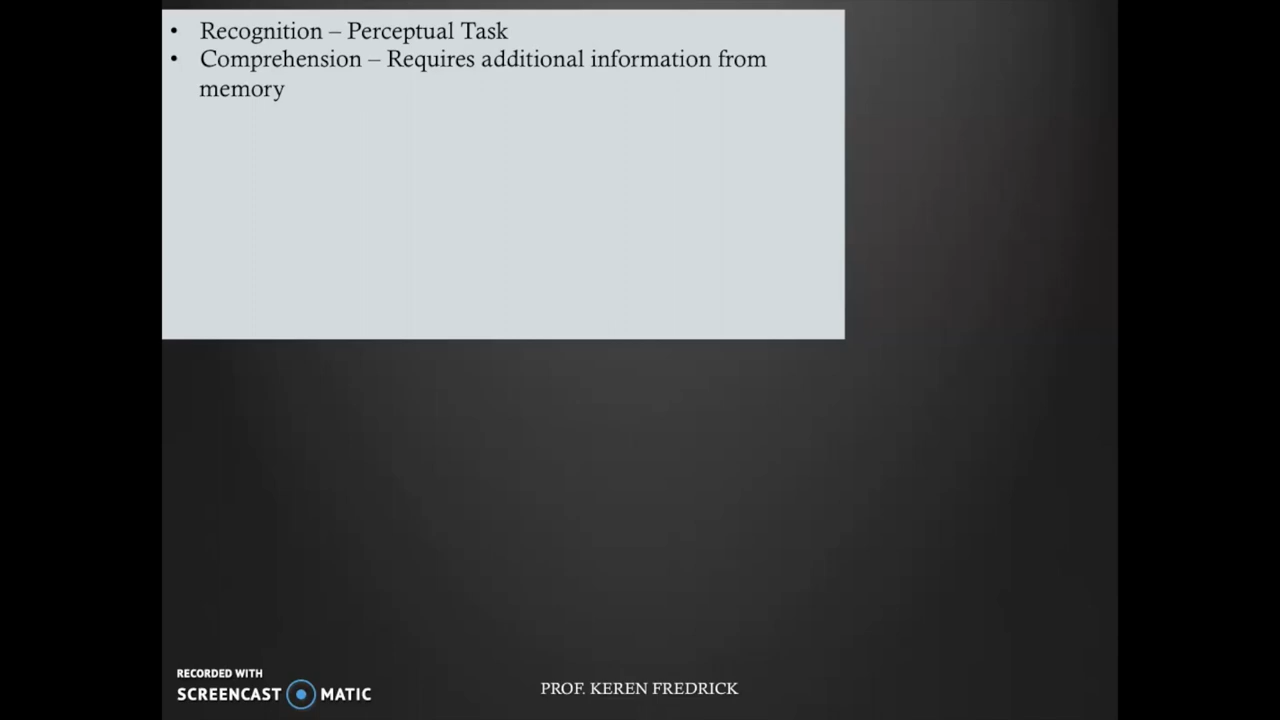 • Recognition – Perceptual Task
• Comprehension – Requires additional information from
memory
RECORDED WITH
SCREENCAST MATIC
PROF. KEREN FREDRICK